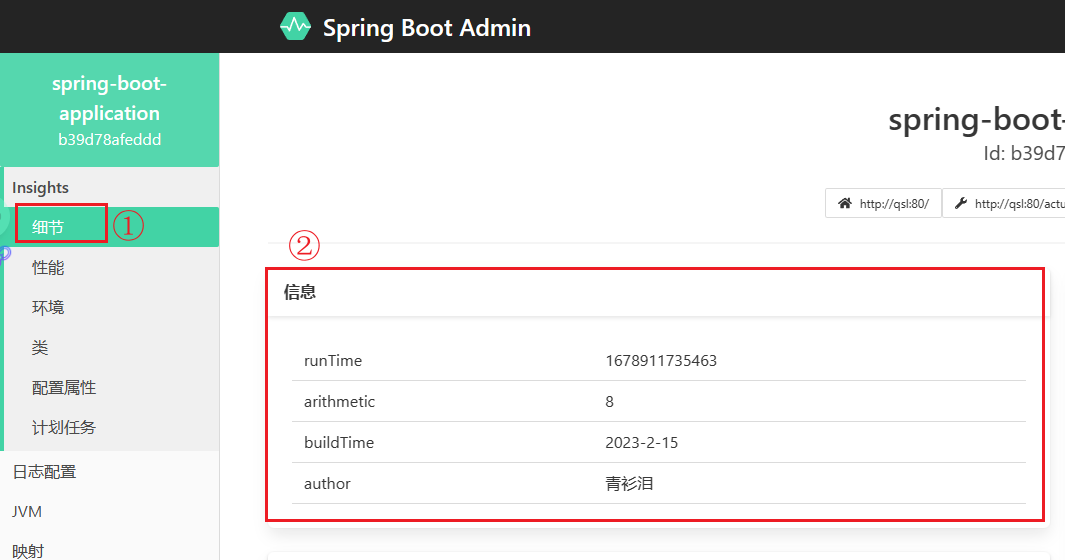 Spring Boot Admin
spring-boot-
application
b39d78afeddd
Insights
细节
①
性能
环境
类
配置属性
计划任务
日志配置
JVM
映射
spring-boot-
Id: b39d7
http://qsl:80/
http://qsl:80/actu
②
信息
runTime 1678911735463
arithmetic 8
buildTime 2023-2-15
author 青衫泪